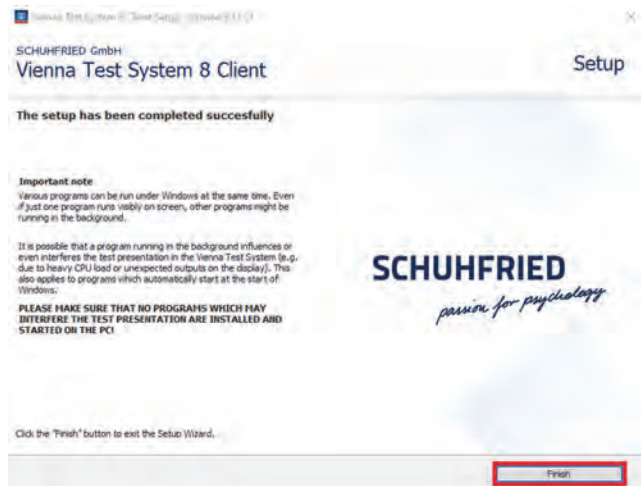 SCHUHFRIED GmbH
Vienna Test System 8 Client
Setup
The setup has been completed succesfully
Important note
Various programs can be run under Windows at the same time. Even
if just one program runs visibly on screen, other programs might be
running in the background.
It is possible that a program running in the background influences or
even interferes the test presentation in the Vienna Test System (e.g.
due to heavy CPU load or unexpected outputs on the display). This
also applies to programs which automatically start at the start of
Windows.
PLEASE MAKE SURE THAT NO PROGRAMS WHICH MAY
INTERFERE THE TEST PRESENTATION ARE INSTALLED AND
STARTED ON THE PC!
SCHUHFRIED
passion for psychology
Click the "Finish" button to exit the Setup Wizard.
Finish